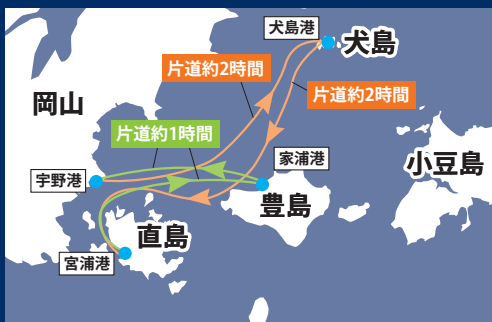 犬島港
犬島
片道約2時間
片道約2時間
岡山
片道約1時間
家浦港
小豆島
宇野港
豊島
直島
宮浦港